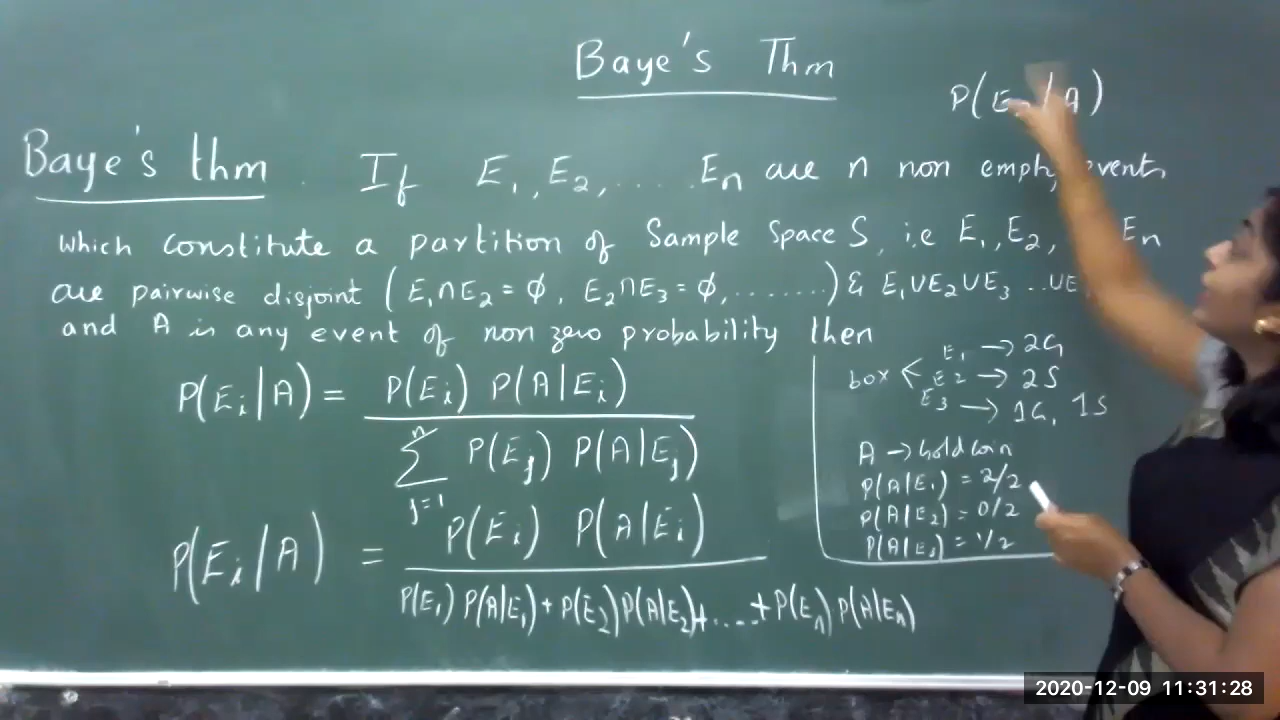 Baye's Thm
P(E / A)
Baye's thm . If E₁, E₂, ..... Eₙ are n non empty events
which constitute a partition of Sample Space S, i.e E₁, E₂, Eₙ
are pairwise disjoint (E₁∩E₂ = ϕ, E₂∩E₃ = ϕ, ........) & E₁∪E₂∪E₃ ..∪E
and A is any event of non zero probability then
P(Eᵢ|A) = P(Eᵢ) P(A|Eᵢ)
n
∑ P(Eⱼ) P(A|Eⱼ)
j=1
P(Eᵢ/A) = P(Eᵢ) P(A|Eᵢ)
P(E₁) P(A|E₁) + P(E₂) P(A|E₂) + .... + P(Eₙ) P(A|Eₙ)
E₁ → 2G
box < E₂ → 2S
E₃ → 1G, 1S
A → Gold coin
P(A|E₁) = 2/2
P(A|E₂) = 0/2
P(A|E₃) = 1/2
2020-12-09 11:31:28